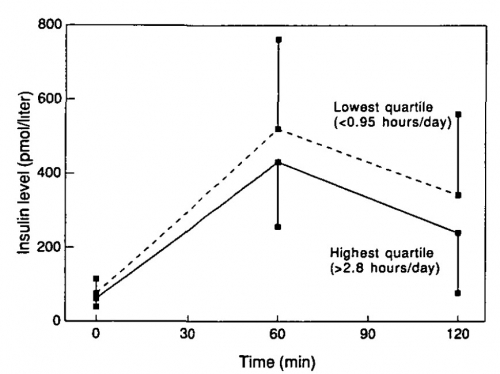 800
600
400
200
0
Insulin level (pmol/liter)
Lowest quartile
(<0.95 hours/day)
Highest quartile
(>2.8 hours/day)
0 30 60 90 120
Time (min)